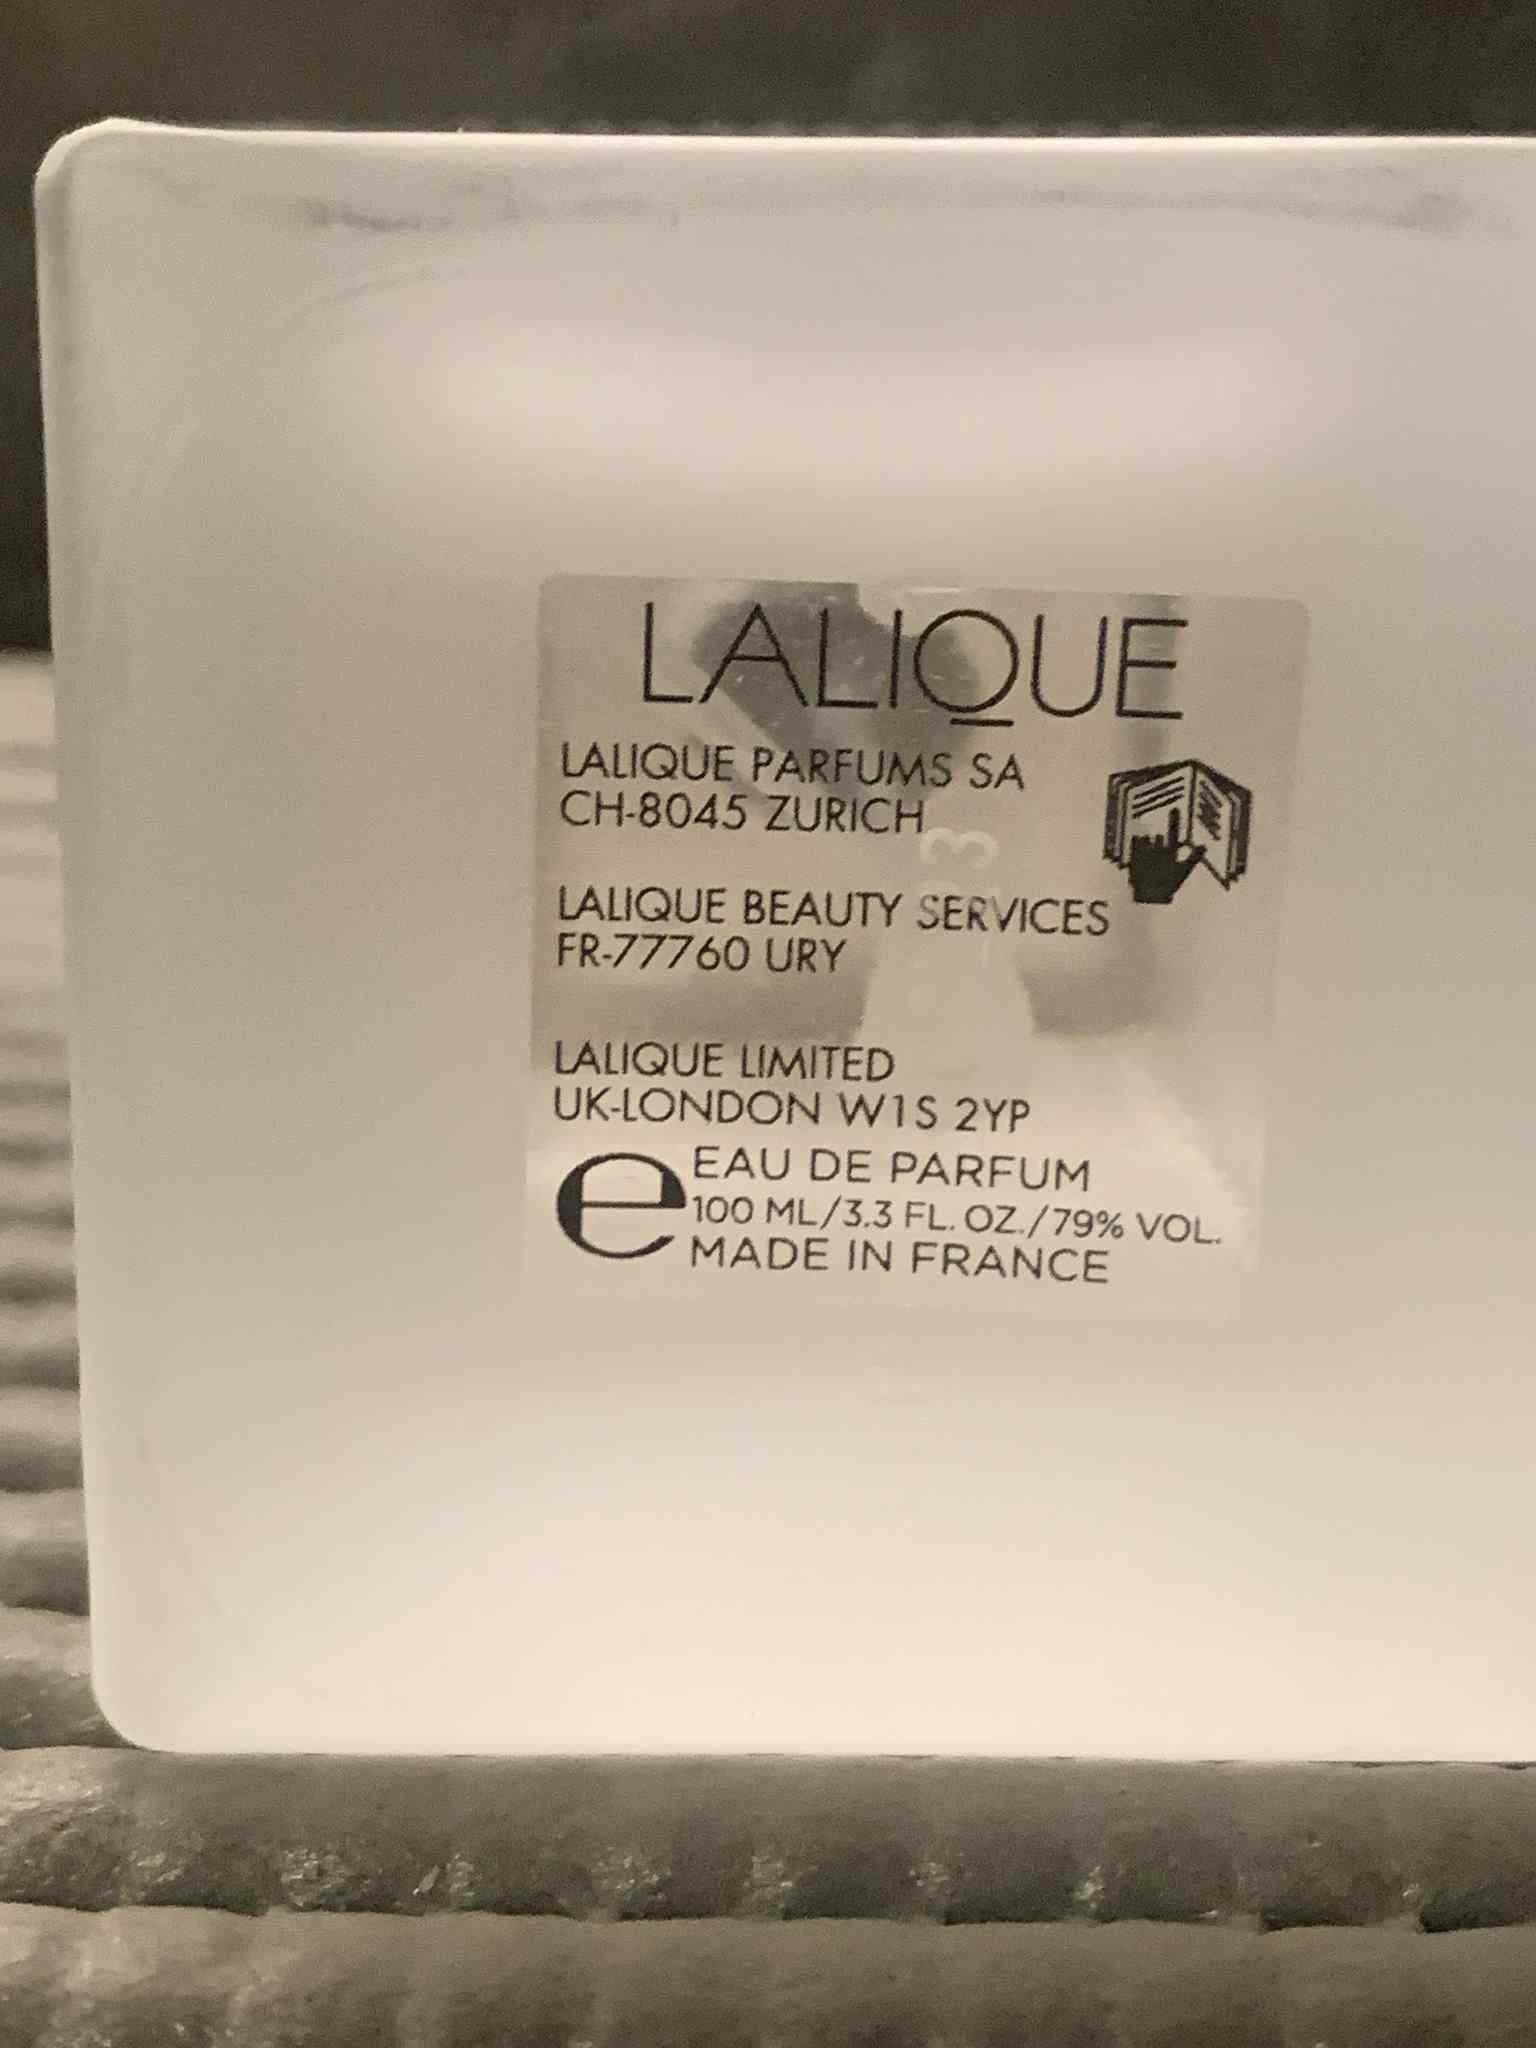 LALIQUE
LALIQUE PARFUMS SA
CH-8045 ZURICH
LALIQUE BEAUTY SERVICES
FR-77760 URY
LALIQUE LIMITED
UK-LONDON W1S 2YP
e EAU DE PARFUM
100 ML/3.3 FL. OZ./79% VOL.
MADE IN FRANCE